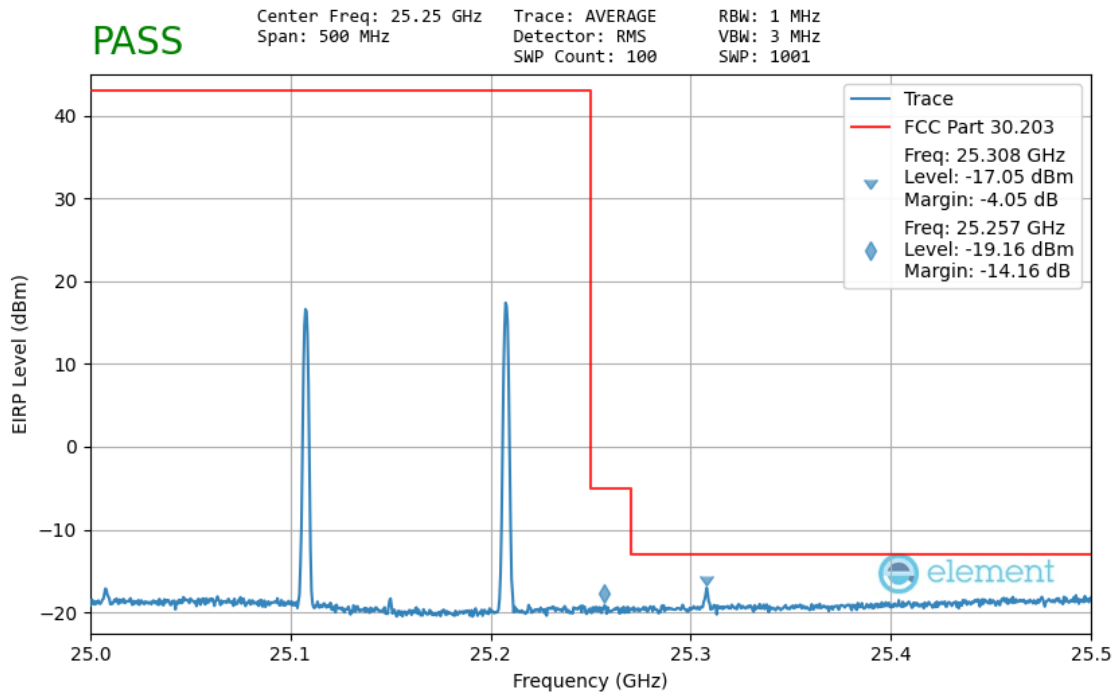 PASS
Center Freq: 25.25 GHz Trace: AVERAGE RBW: 1 MHz
Span: 500 MHz Detector: RMS VBW: 3 MHz
SWP Count: 100 SWP: 1001
Trace
FCC Part 30.203
Freq: 25.308 GHz
Level: -17.05 dBm
Margin: -4.05 dB
Freq: 25.257 GHz
Level: -19.16 dBm
Margin: -14.16 dB
EIRP Level (dBm)
40
30
20
10
0
−10
−20
element
25.0 25.1 25.2 25.3 25.4 25.5
Frequency (GHz)